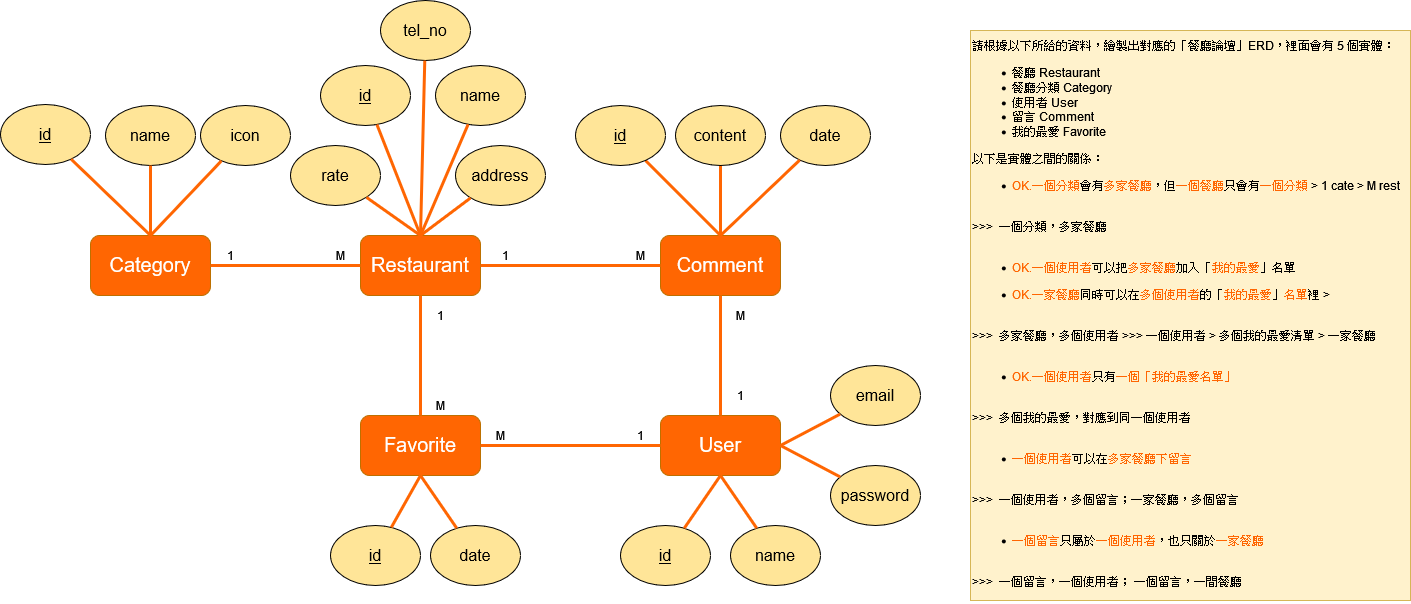 tel_no
id
name
id
name
icon
id
content
date
rate
address
Category
1
M
Restaurant
1
M
Comment
1
M
M
1
email
Favorite
M
1
User
password
id
date
id
name
請根據以下所給的資料，繪製出對應的「餐廳論壇」ERD，裡面會有 5 個實體：
• 餐廳 Restaurant
• 餐廳分類 Category
• 使用者 User
• 留言 Comment
• 我的最愛 Favorite
以下是實體之間的關係：
• OK.一個分類會有多家餐廳，但一個餐廳只會有一個分類 > 1 cate > M rest
>>> 一個分類，多家餐廳
• OK.一個使用者可以把多家餐廳加入「我的最愛」名單
• OK.一家餐廳同時可以在多個使用者的「我的最愛」名單裡 >
>>> 多家餐廳，多個使用者 >>> 一個使用者 > 多個我的最愛清單 > 一家餐廳
• OK.一個使用者只有一個「我的最愛名單」
>>> 多個我的最愛，對應到同一個使用者
• 一個使用者可以在多家餐廳下留言
>>> 一個使用者，多個留言；一家餐廳，多個留言
• 一個留言只屬於一個使用者，也只關於一家餐廳
>>> 一個留言，一個使用者； 一個留言，一間餐廳